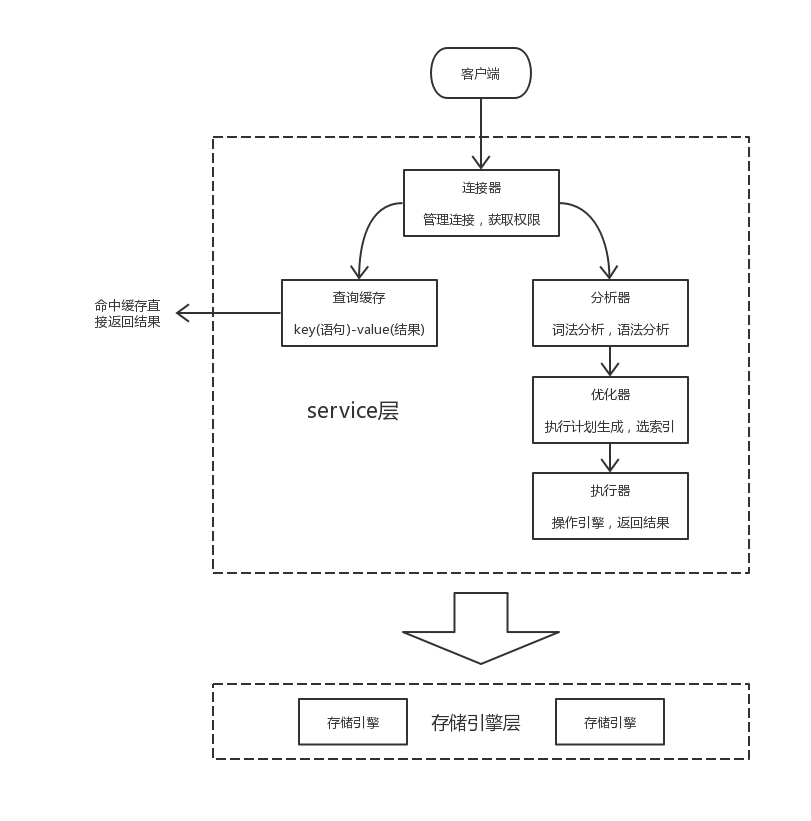 客户端
连接器
管理连接，获取权限
查询缓存
key(语句)-value(结果)
命中缓存直
接返回结果
分析器
词法分析，语法分析
优化器
执行计划生成，选索引
执行器
操作引擎，返回结果
service层
存储引擎
存储引擎层
存储引擎